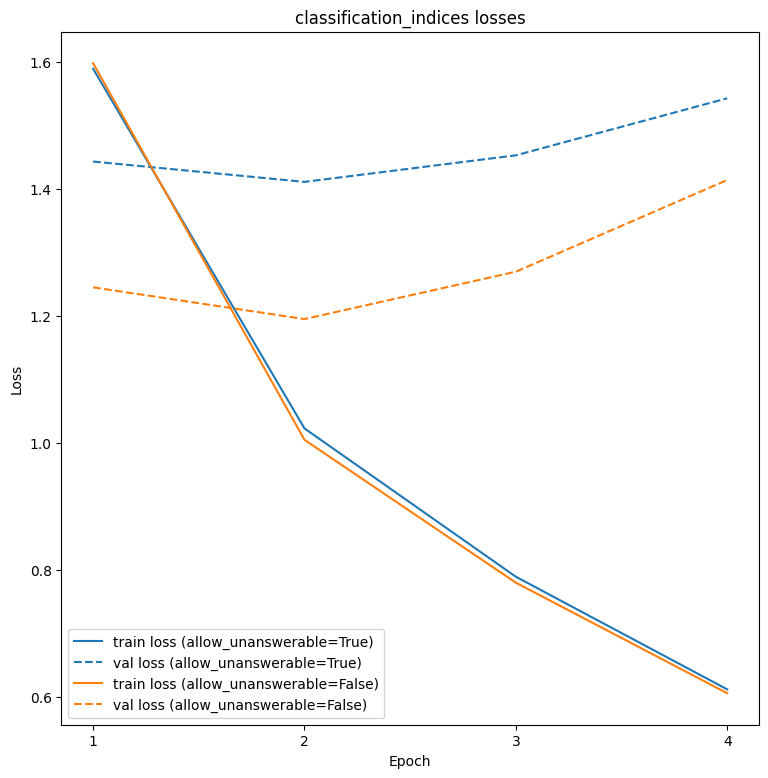 classification_indices losses
1.6
1.4
1.2
1.0
0.8
0.6
Loss
train loss (allow_unanswerable=True)
val loss (allow_unanswerable=True)
train loss (allow_unanswerable=False)
val loss (allow_unanswerable=False)
1 2 3 4
Epoch